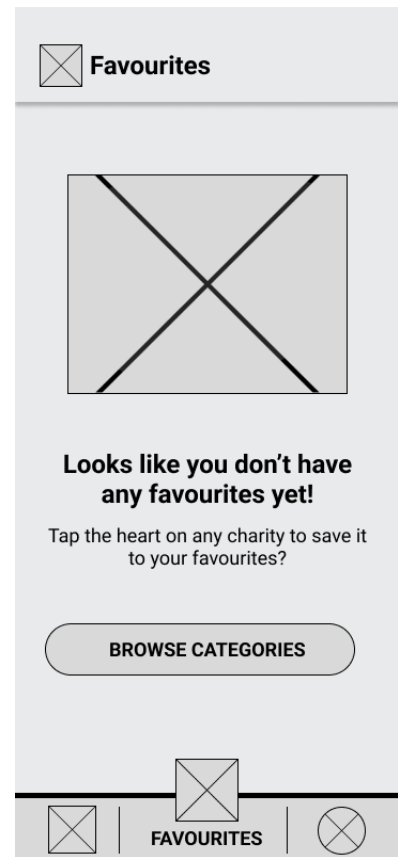 Favourites
Looks like you don’t have
any favourites yet!
Tap the heart on any charity to save it
to your favourites?
BROWSE CATEGORIES
FAVOURITES